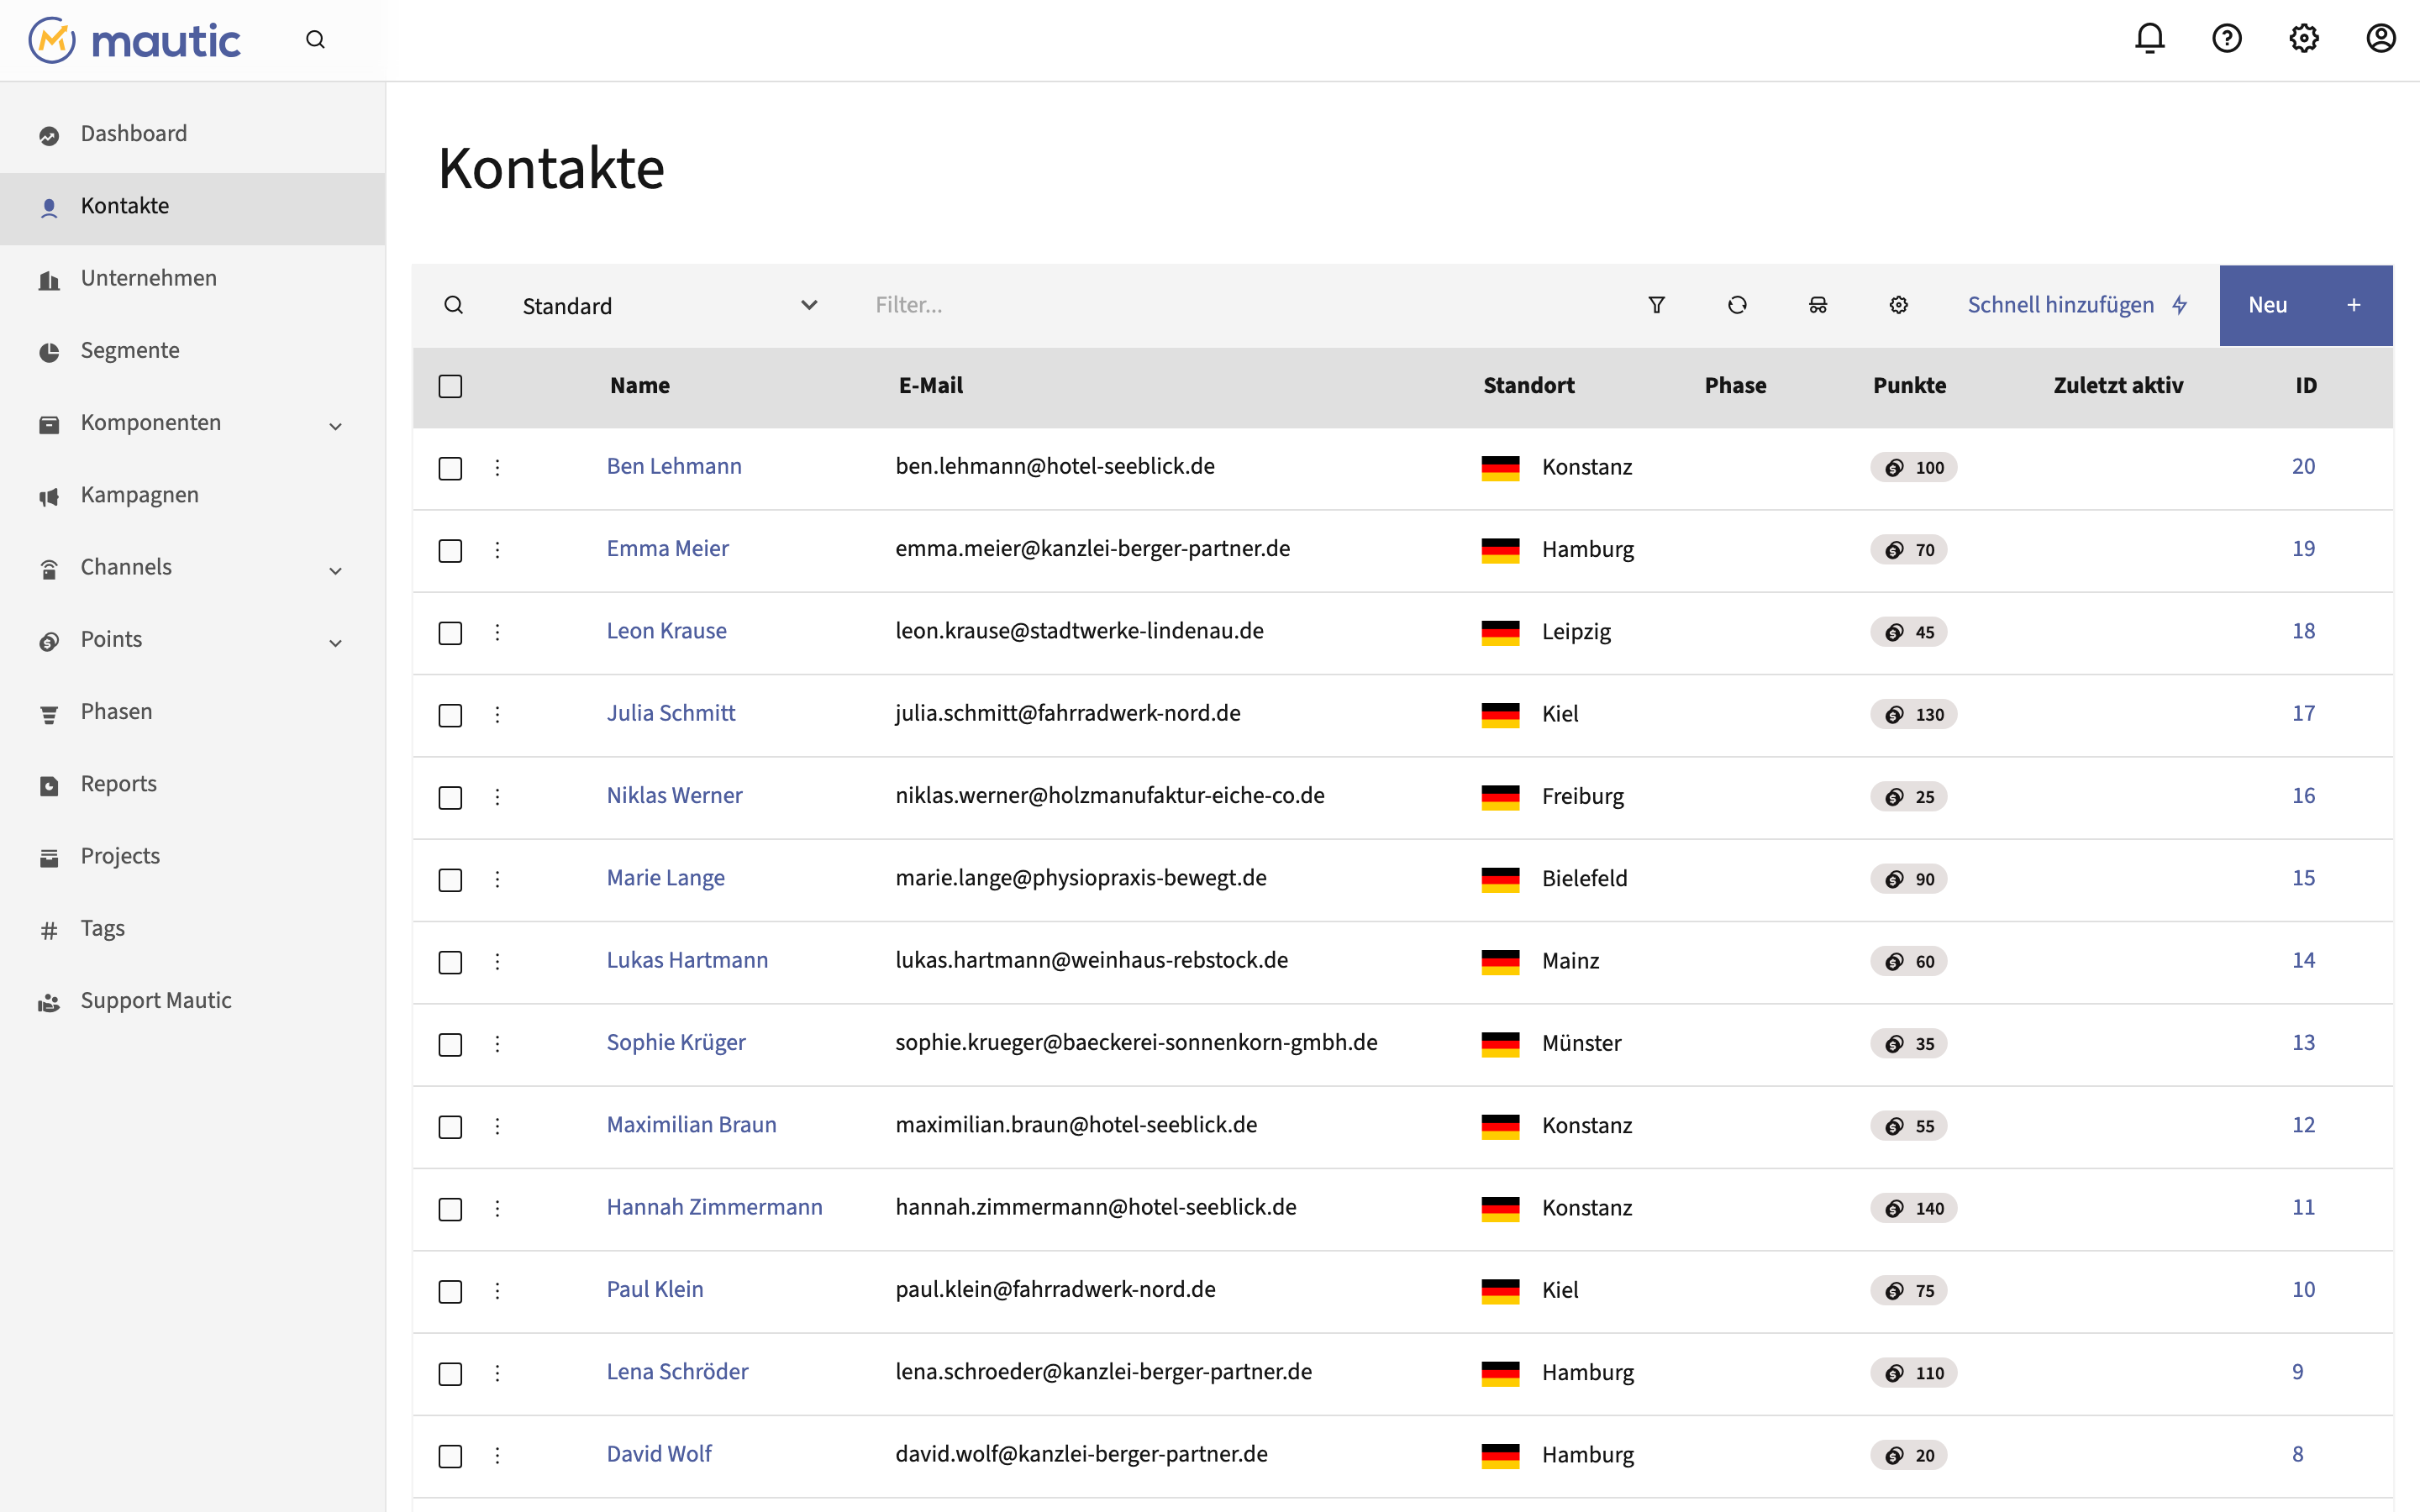 mautic
Dashboard
Kontakte
Unternehmen
Segmente
Komponenten
Kampagnen
Channels
Points
Phasen
Reports
Projects
Tags
Support Mautic
Kontakte
Standard Filter... Schnell hinzufügen Neu +
Name E-Mail Standort Phase Punkte Zuletzt aktiv ID
Ben Lehmann ben.lehmann@hotel-seeblick.de Konstanz 100 20
Emma Meier emma.meier@kanzlei-berger-partner.de Hamburg 70 19
Leon Krause leon.krause@stadtwerke-lindenau.de Leipzig 45 18
Julia Schmitt julia.schmitt@fahrradwerk-nord.de Kiel 130 17
Niklas Werner niklas.werner@holzmanufaktur-eiche-co.de Freiburg 25 16
Marie Lange marie.lange@physiopraxis-bewegt.de Bielefeld 90 15
Lukas Hartmann lukas.hartmann@weinhaus-rebstock.de Mainz 60 14
Sophie Krüger sophie.krueger@baeckerei-sonnenkorn-gmbh.de Münster 35 13
Maximilian Braun maximilian.braun@hotel-seeblick.de Konstanz 55 12
Hannah Zimmermann hannah.zimmermann@hotel-seeblick.de Konstanz 140 11
Paul Klein paul.klein@fahrradwerk-nord.de Kiel 75 10
Lena Schröder lena.schroeder@kanzlei-berger-partner.de Hamburg 110 9
David Wolf david.wolf@kanzlei-berger-partner.de Hamburg 20 8